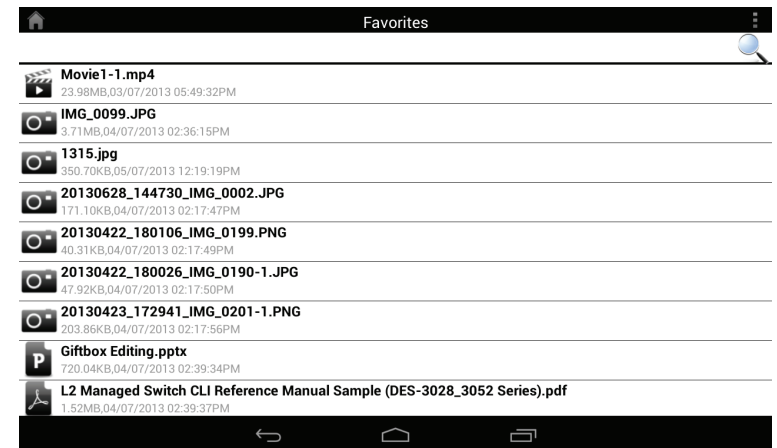 Favorites
Movie1-1.mp4
23.98MB,03/07/2013 05:49:32PM
IMG_0099.JPG
3.71MB,04/07/2013 02:36:15PM
1315.jpg
350.70KB,05/07/2013 12:19:19PM
20130628_144730_IMG_0002.JPG
171.10KB,04/07/2013 02:17:47PM
20130422_180106_IMG_0199.PNG
40.31KB,04/07/2013 02:17:49PM
20130422_180026_IMG_0190-1.JPG
47.92KB,04/07/2013 02:17:50PM
20130423_172941_IMG_0201-1.PNG
203.86KB,04/07/2013 02:17:56PM
P
Giftbox Editing.pptx
720.04KB,04/07/2013 02:39:34PM
L2 Managed Switch CLI Reference Manual Sample (DES-3028_3052 Series).pdf
1.52MB,04/07/2013 02:39:37PM